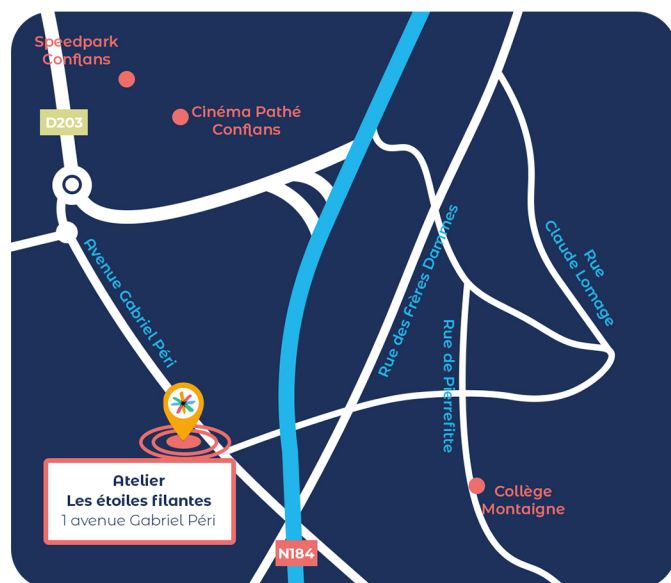 Speedpark
Conflans
Cinéma Pathé
Conflans
D203
Avenue Gabriel Péri
Rue des Frères Dammes
Rue
Claude Lomage
Rue de Pierrefitte
Atelier
Les étoiles filantes
1 avenue Gabriel Péri
Collège
Montaigne
N184